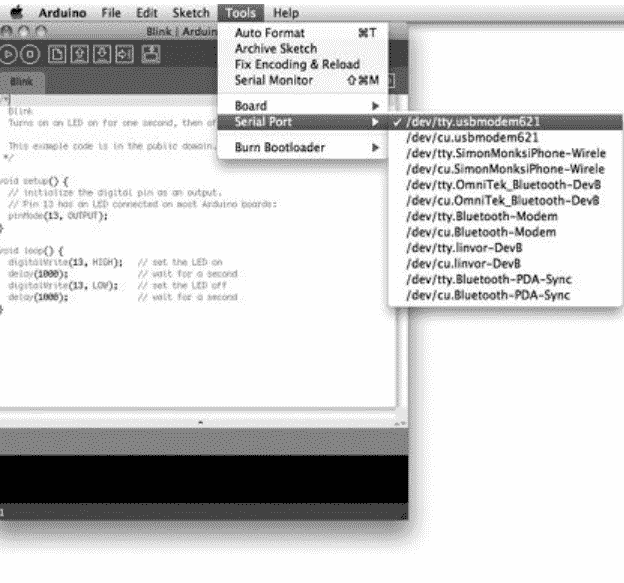 Arduino File Edit Sketch Tools Help
Blink | Arduin
Auto Format ⌘T
Archive Sketch
Fix Encoding & Reload
Serial Monitor ⇧⌘M
Board
Serial Port
Burn Bootloader
/dev/tty.usbmodem621
/dev/cu.usbmodem621
/dev/tty.SimonMonksiPhone-Wirele
/dev/cu.SimonMonksiPhone-Wirele
/dev/tty.OmniTek_Bluetooth-DevB
/dev/cu.OmniTek_Bluetooth-DevB
/dev/tty.Bluetooth-Modem
/dev/cu.Bluetooth-Modem
/dev/tty.linvor-DevB
/dev/cu.linvor-DevB
/dev/tty.Bluetooth-PDA-Sync
/dev/cu.Bluetooth-PDA-Sync
Blink
Blink
Turns on an LED on for one second, then of
This example code is in the public domain.
*/
void setup() {
// initialize the digital pin as an output.
// Pin 13 has an LED connected on most Arduino boards:
pinMode(13, OUTPUT);
}
void loop() {
digitalWrite(13, HIGH); // set the LED on
delay(1000); // wait for a second
digitalWrite(13, LOW); // set the LED off
delay(1000); // wait for a second
}
1